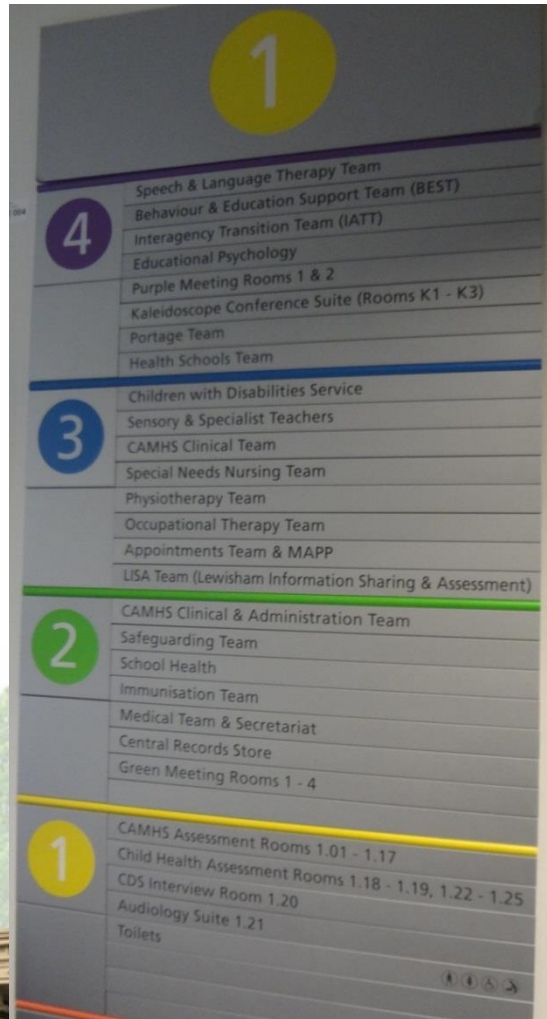 1
4
Speech & Language Therapy Team
Behaviour & Education Support Team (BEST)
Interagency Transition Team (IATT)
Educational Psychology
Purple Meeting Rooms 1 & 2
Kaleidoscope Conference Suite (Rooms K1 - K3)
Portage Team
Health Schools Team
3
Children with Disabilities Service
Sensory & Specialist Teachers
CAMHS Clinical Team
Special Needs Nursing Team
Physiotherapy Team
Occupational Therapy Team
Appointments Team & MAPP
LISA Team (Lewisham Information Sharing & Assessment)
2
CAMHS Clinical & Administration Team
Safeguarding Team
School Health
Immunisation Team
Medical Team & Secretariat
Central Records Store
Green Meeting Rooms 1 - 4
1
CAMHS Assessment Rooms 1.01 - 1.17
Child Health Assessment Rooms 1.18 - 1.19, 1.22 - 1.25
CDS Interview Room 1.20
Audiology Suite 1.21
Toilets